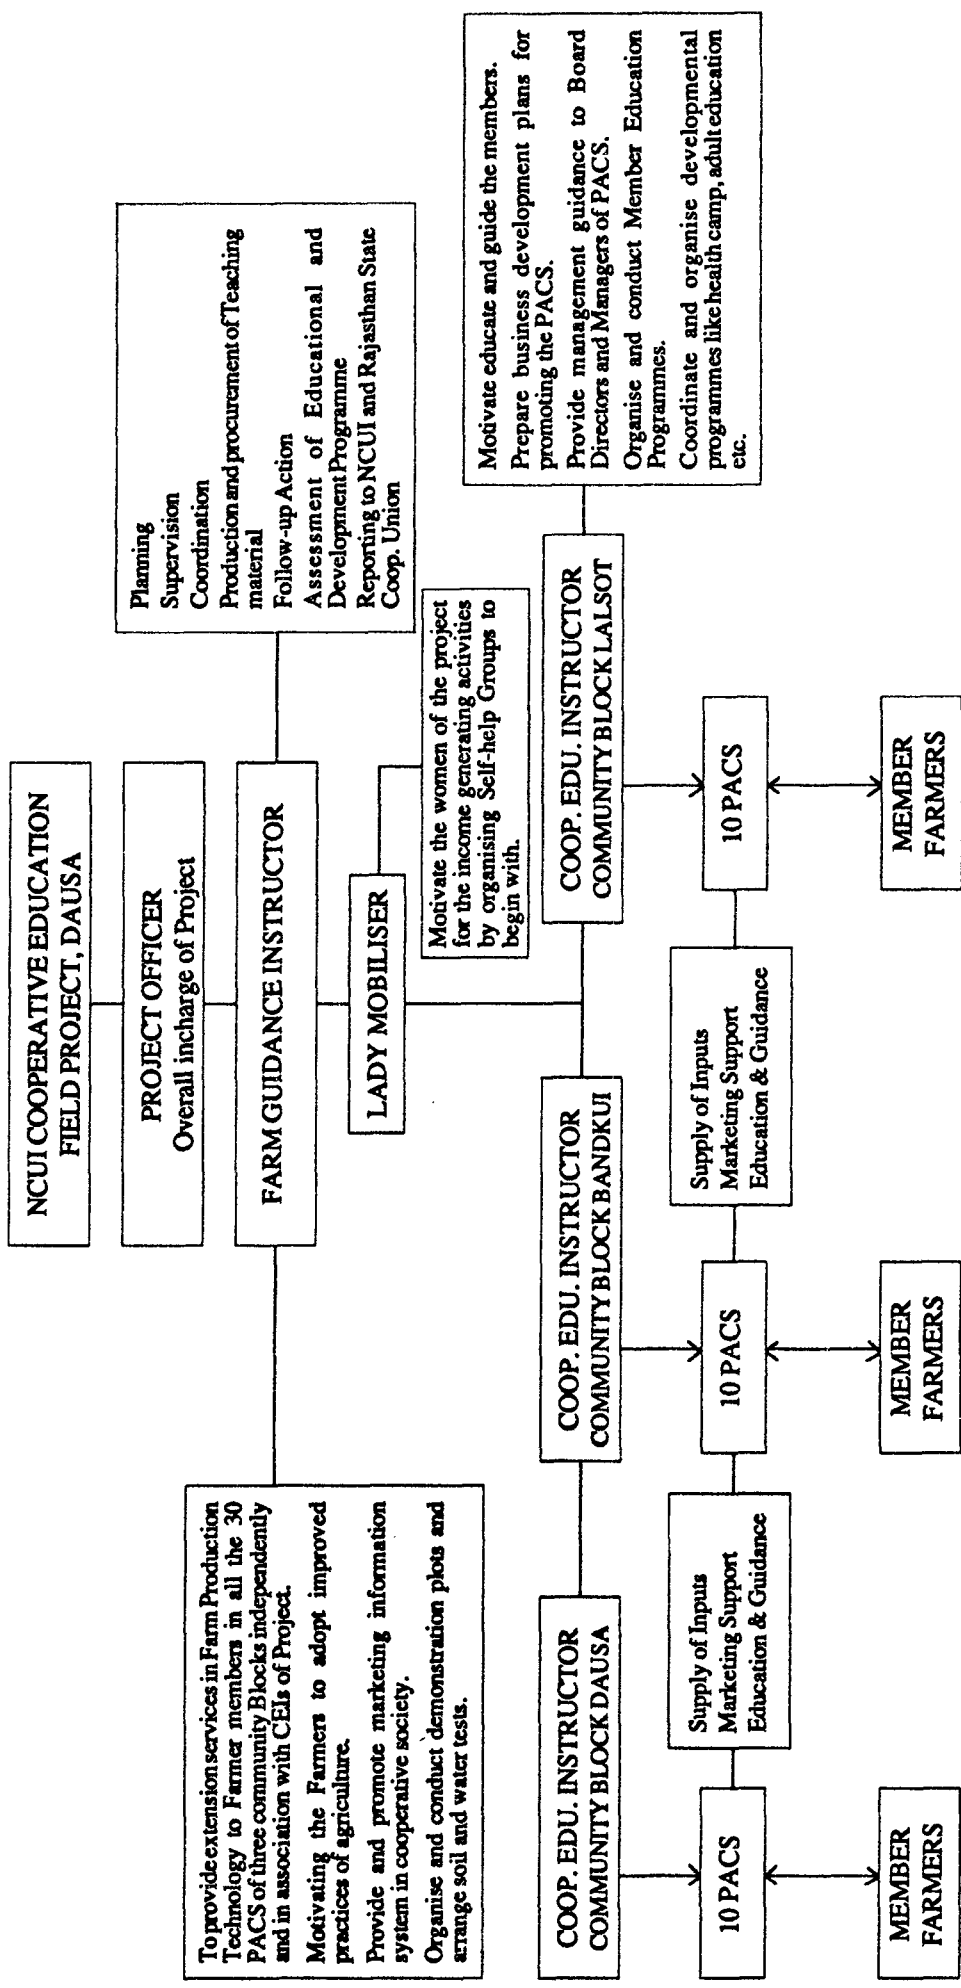 NCUI COOPERATIVE EDUCATION
FIELD PROJECT, DAUSA
PROJECT OFFICER
Overall incharge of Project
FARM GUIDANCE INSTRUCTOR
To provide extension services in Farm Production
Technology to Farmer members in all the 30
PACS of three community Blocks independently
and in association with CEIs of Project.
Motivating the Farmers to adopt improved
practices of agriculture.
Provide and promote marketing information
system in cooperative society.
Organise and conduct demonstration plots and
arrange soil and water tests.
Planning
Supervision
Coordination
Production and procurement of Teaching
material
Follow-up Action
Assessment of Educational and
Development Programme
Reporting to NCUI and Rajasthan State
Coop. Union
LADY MOBILISER
Motivate the women of the project
for the income generating activities
by organising Self-help Groups to
begin with.
COOP. EDU. INSTRUCTOR
COMMUNITY BLOCK DAUSA
COOP. EDU. INSTRUCTOR
COMMUNITY BLOCK BANDKUI
COOP. EDU. INSTRUCTOR
COMMUNITY BLOCK LALSOT
Motivate educate and guide the members.
Prepare business development plans for
promoting the PACS.
Provide management guidance to Board
Directors and Managers of PACS.
Organise and conduct Member Education
Programmes.
Coordinate and organise developmental
programmes like health camp, adult education
etc.
10 PACS
Supply of Inputs
Marketing Support
Education & Guidance
10 PACS
Supply of Inputs
Marketing Support
Education & Guidance
10 PACS
MEMBER
FARMERS
MEMBER
FARMERS
MEMBER
FARMERS